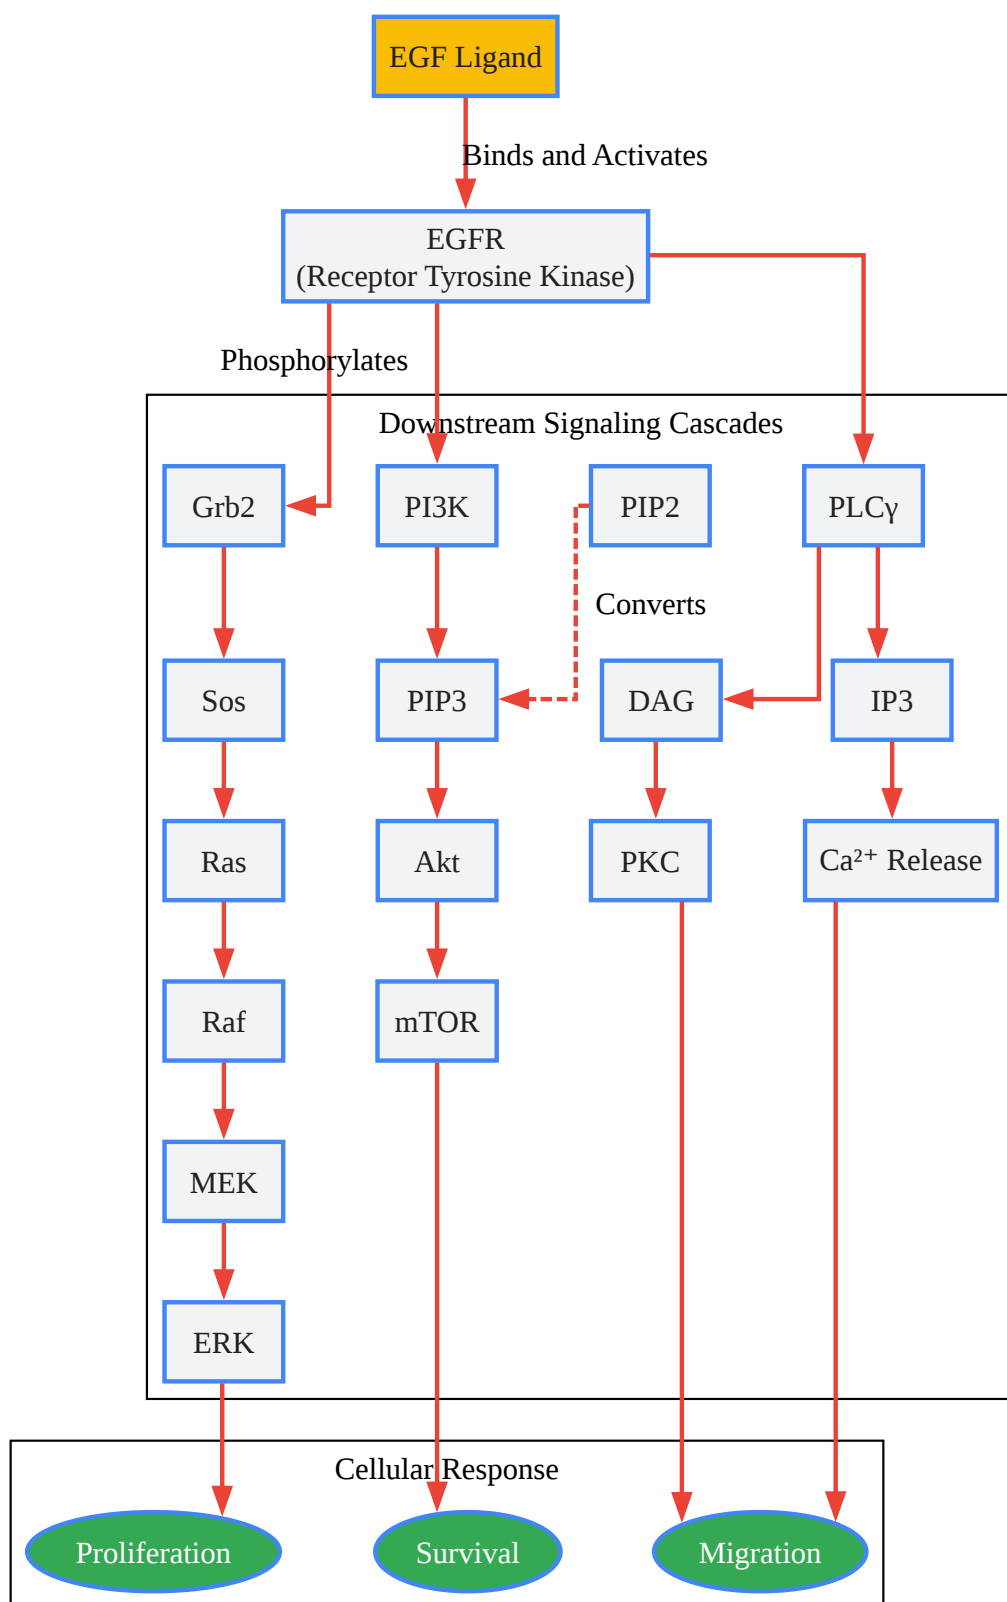 EGF Ligand
Binds and Activates
EGFR
(Receptor Tyrosine Kinase)
Phosphorylates
Downstream Signaling Cascades
Grb2
PI3K
PIP2
PLCγ
Converts
Sos
PIP3
DAG
IP3
Ras
Akt
PKC
Ca²⁺ Release
Raf
mTOR
MEK
ERK
Cellular Response
Proliferation
Survival
Migration